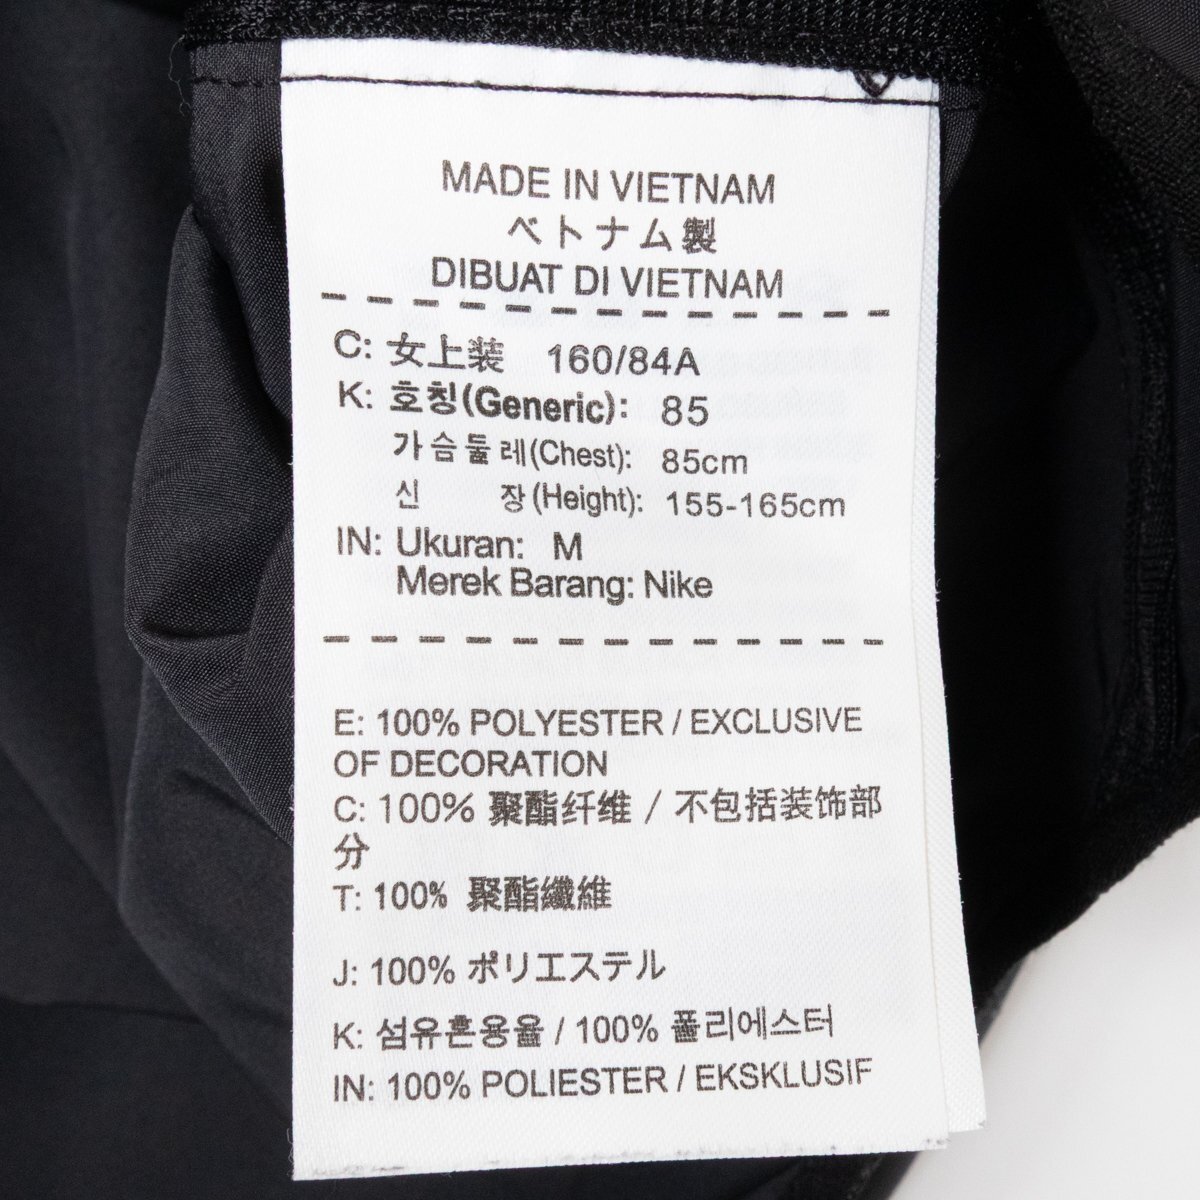 MADE IN VIETNAM
ベトナム製
DIBUAT DI VIETNAM
C: 女上装 160/84A
K: 호칭(Generic): 85
가슴둘레(Chest): 85cm
신 장(Height): 155-165cm
IN: Ukuran: M
Merek Barang: Nike
E: 100% POLYESTER / EXCLUSIVE
OF DECORATION
C: 100% 聚酯纤维 / 不包括装饰部
分
T: 100% 聚酯纖維
J: 100% ポリエステル
K: 섬유혼용율 / 100% 폴리에스터
IN: 100% POLIESTER / EKSKLUSIF